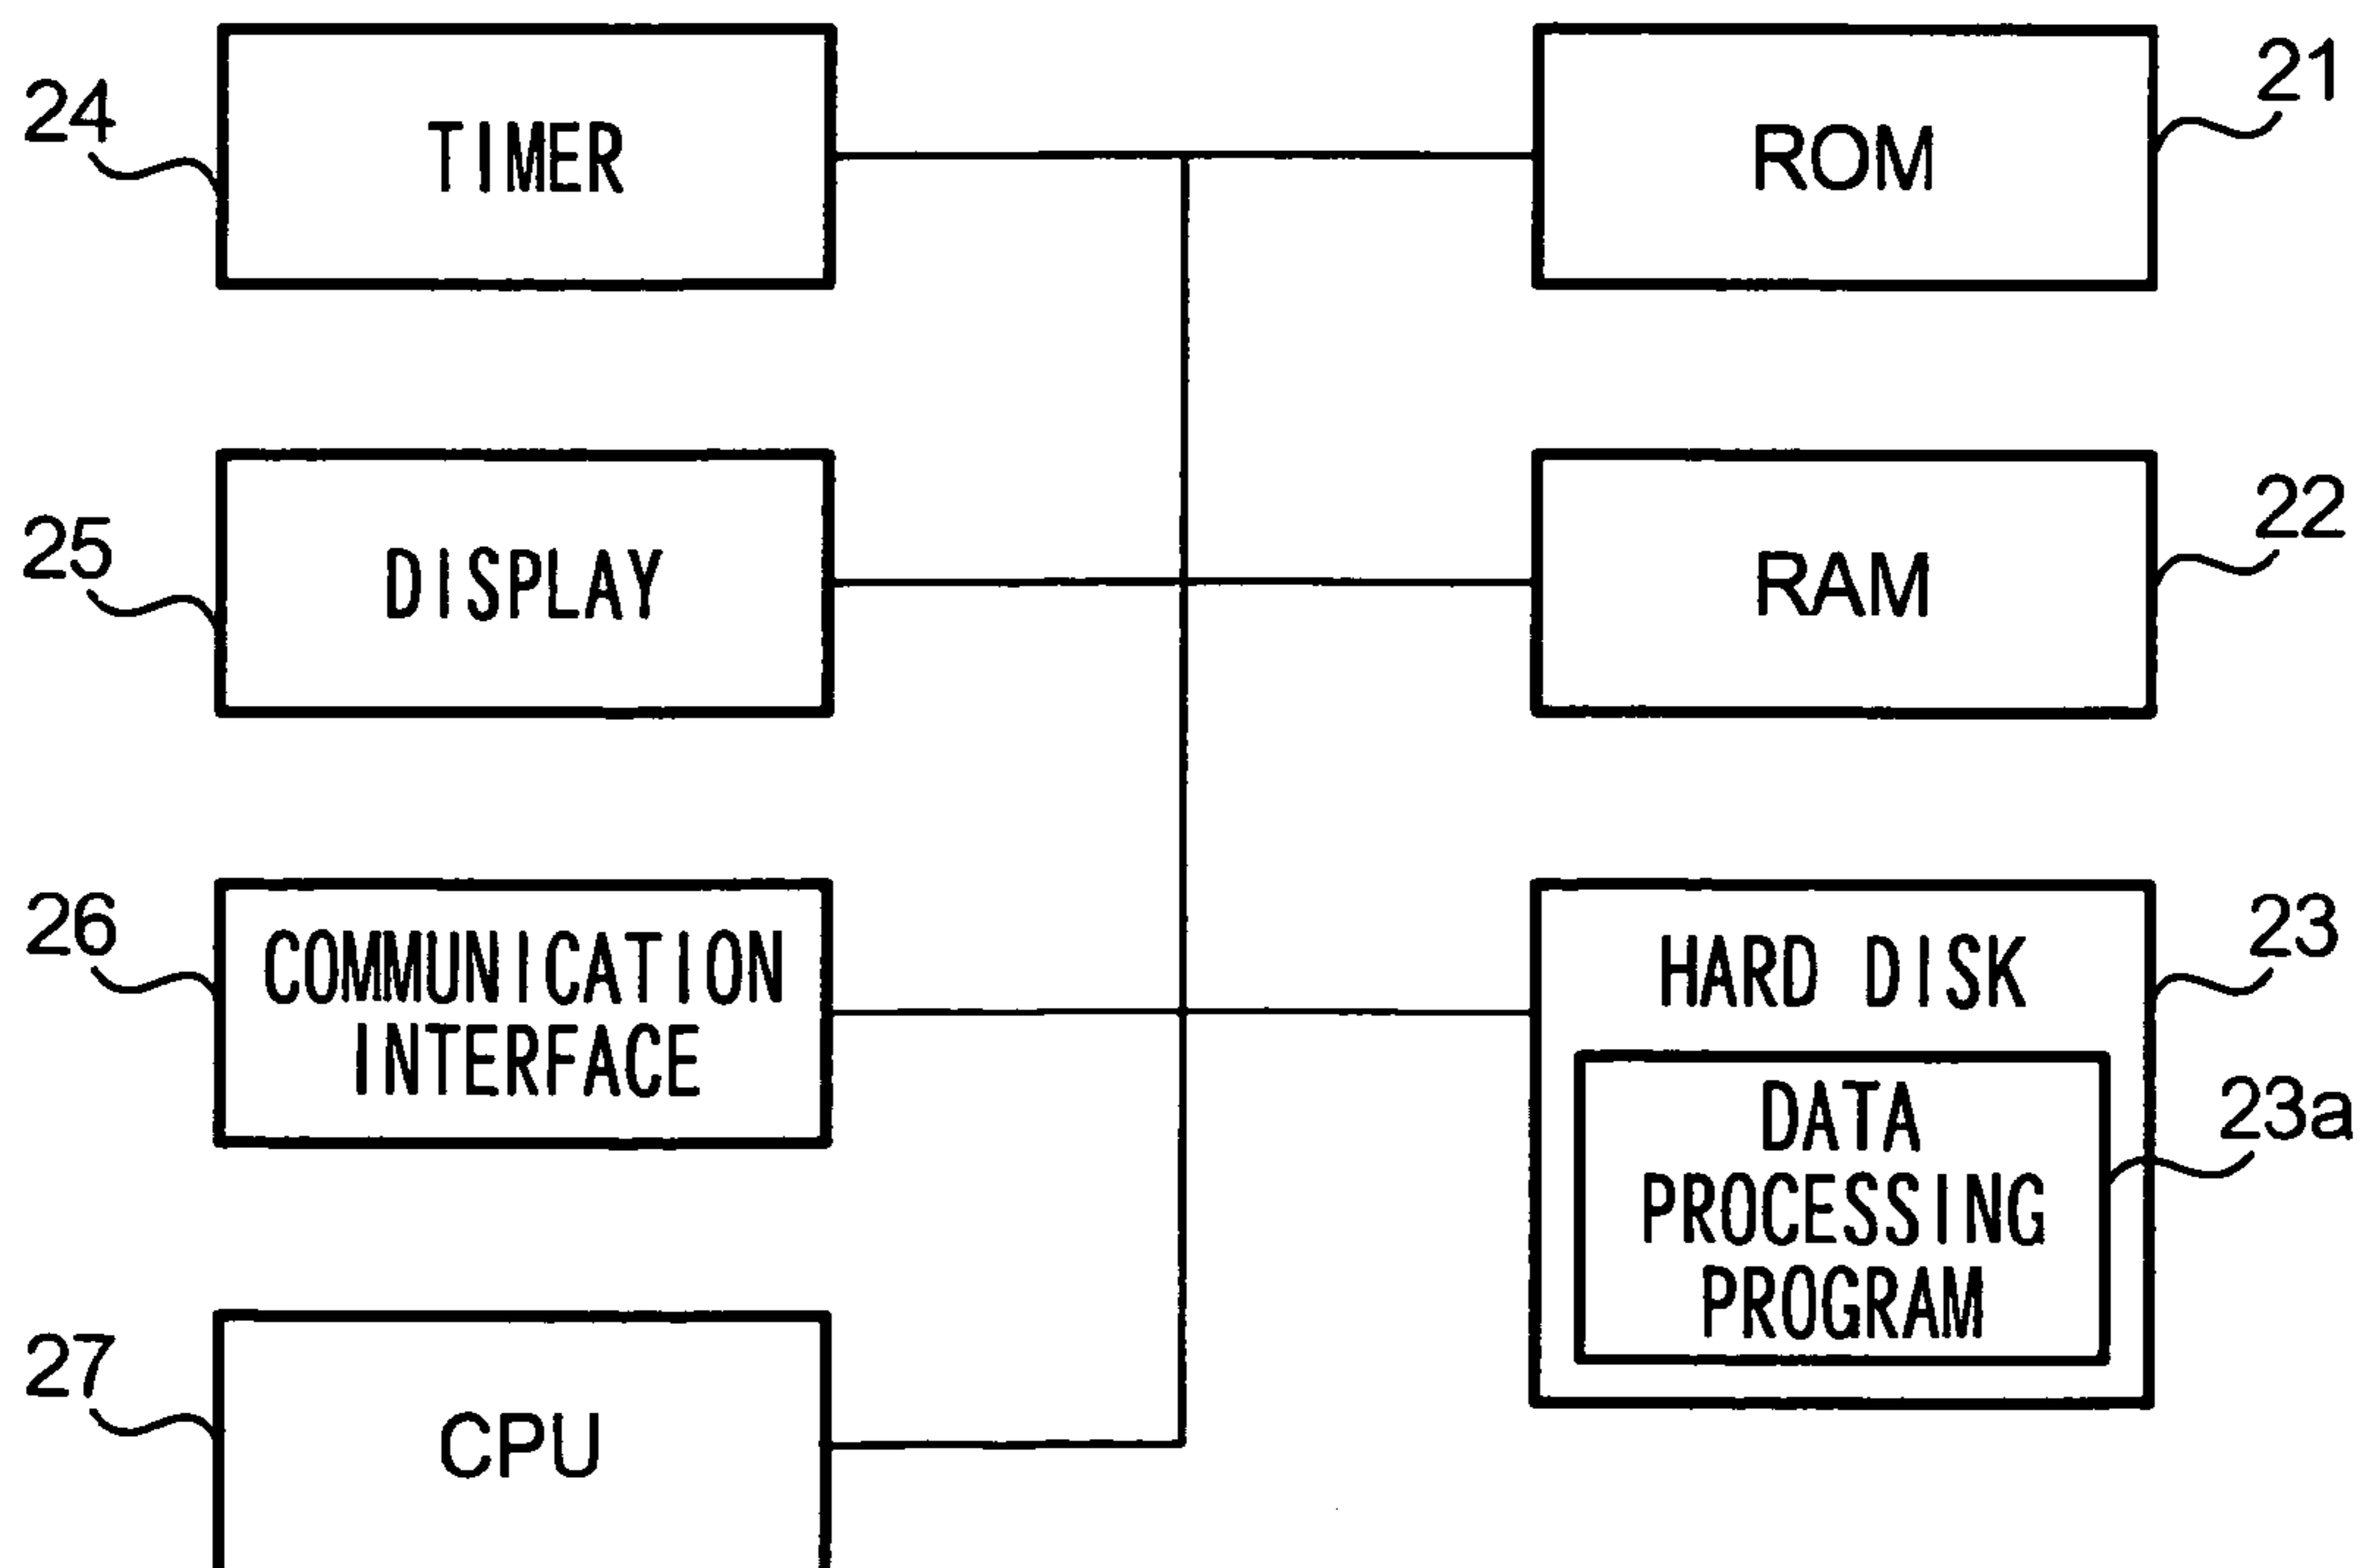 24
TIMER
ROM
21
25
DISPLAY
RAM
22
26
COMMUNICATION
INTERFACE
HARD DISK
23
DATA
PROCESSING
PROGRAM
23a
27
CPU